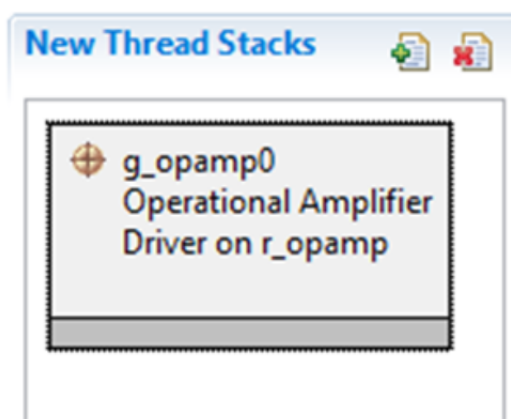 New Thread Stacks
g_opamp0
Operational Amplifier
Driver on r_opamp